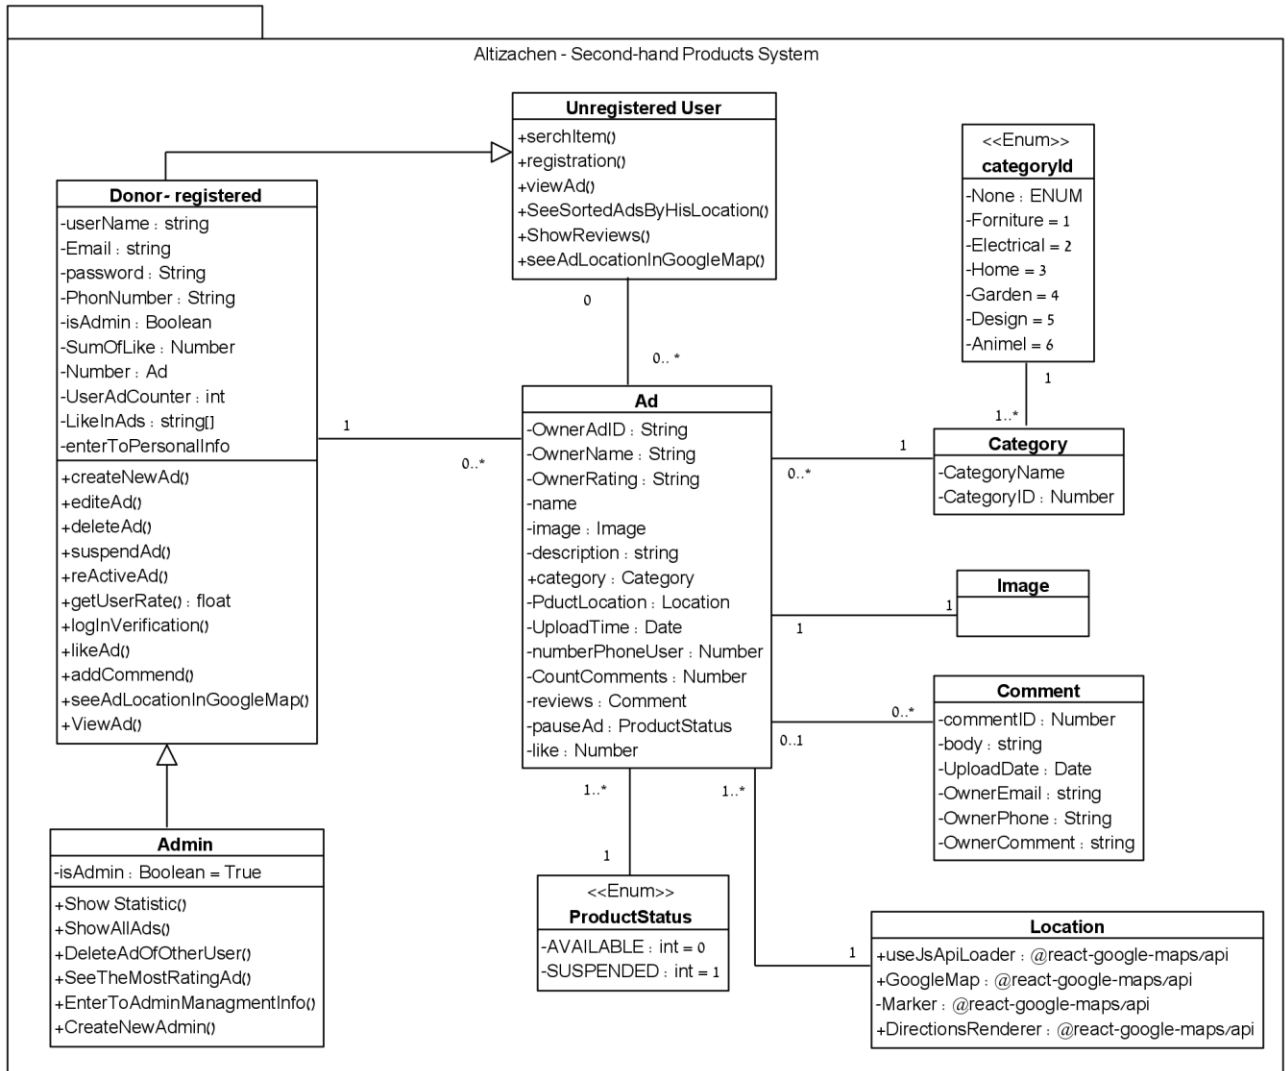 Altizachen - Second-hand Products System
Unregistered User
+serchItem()
+registration()
+viewAd()
+SeeSortedAdsByHisLocation()
+ShowReviews()
+seeAdLocationInGoogleMap()
<<Enum>>
categoryId
-None : ENUM
-Forniture = 1
-Electrical = 2
-Home = 3
-Garden = 4
-Design = 5
-Animel = 6
Donor- registered
-userName : string
-Email : string
-password : String
-PhonNumber : String
-isAdmin : Boolean
-SumOfLike : Number
-Number : Ad
-UserAdCounter : int
-LikeInAds : string[]
-enterToPersonalInfo
+createNewAd()
+editeAd()
+deleteAd()
+suspendAd()
+reActiveAd()
+getUserRate() : float
+logInVerification()
+likeAd()
+addCommend()
+seeAdLocationInGoogleMap()
+ViewAd()
0
0.. *
1
0..*
1
1..*
Ad
-OwnerAdID : String
-OwnerName : String
-OwnerRating : String
-name
-image : Image
-description : string
+category : Category
-PductLocation : Location
-UploadTime : Date
-numberPhoneUser : Number
-CountComments : Number
-reviews : Comment
-pauseAd : ProductStatus
-like : Number
1
0..*
Category
-CategoryName
-CategoryID : Number
1
1
Image
0..*
0..1
Comment
-commentID : Number
-body : string
-UploadDate : Date
-OwnerEmail : string
-OwnerPhone : String
-OwnerComment : string
Admin
-isAdmin : Boolean = True
+Show Statistic()
+ShowAllAds()
+DeleteAdOfOtherUser()
+SeeTheMostRatingAd()
+EnterToAdminManagmentInfo()
+CreateNewAdmin()
1..*
1
<<Enum>>
ProductStatus
-AVAILABLE : int = 0
-SUSPENDED : int = 1
1..*
1
Location
+useJsApiLoader : @react-google-maps/api
+GoogleMap : @react-google-maps/api
-Marker : @react-google-maps/api
+DirectionsRenderer : @react-google-maps/api